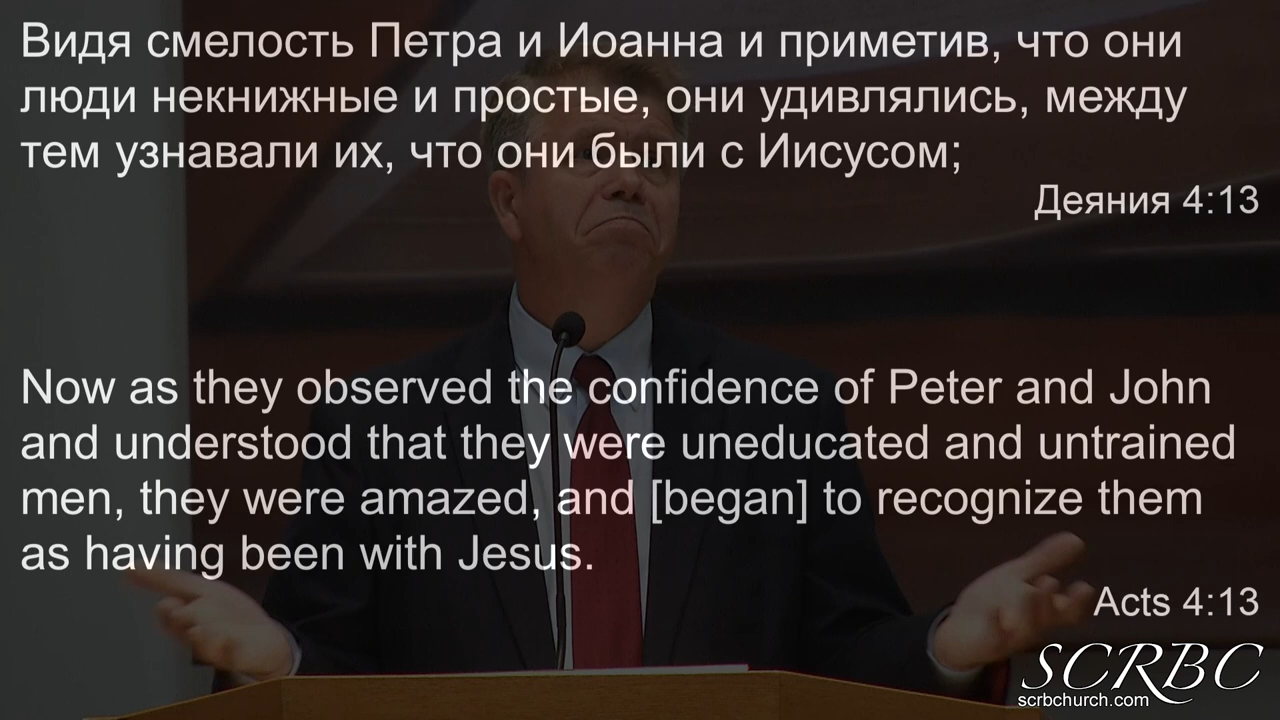 Видя смелость Петра и Иоанна и приметив, что они
люди некнижные и простые, они удивлялись, между
тем узнавали их, что они были с Иисусом;
Деяния 4:13
Now as they observed the confidence of Peter and John
and understood that they were uneducated and untrained
men, they were amazed, and [began] to recognize them
as having been with Jesus.
Acts 4:13
SCRBC
scrbchurch.com